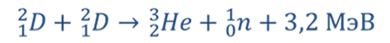 ²₁D + ²₁D → ³₂He + ¹₀n + 3,2 МэВ